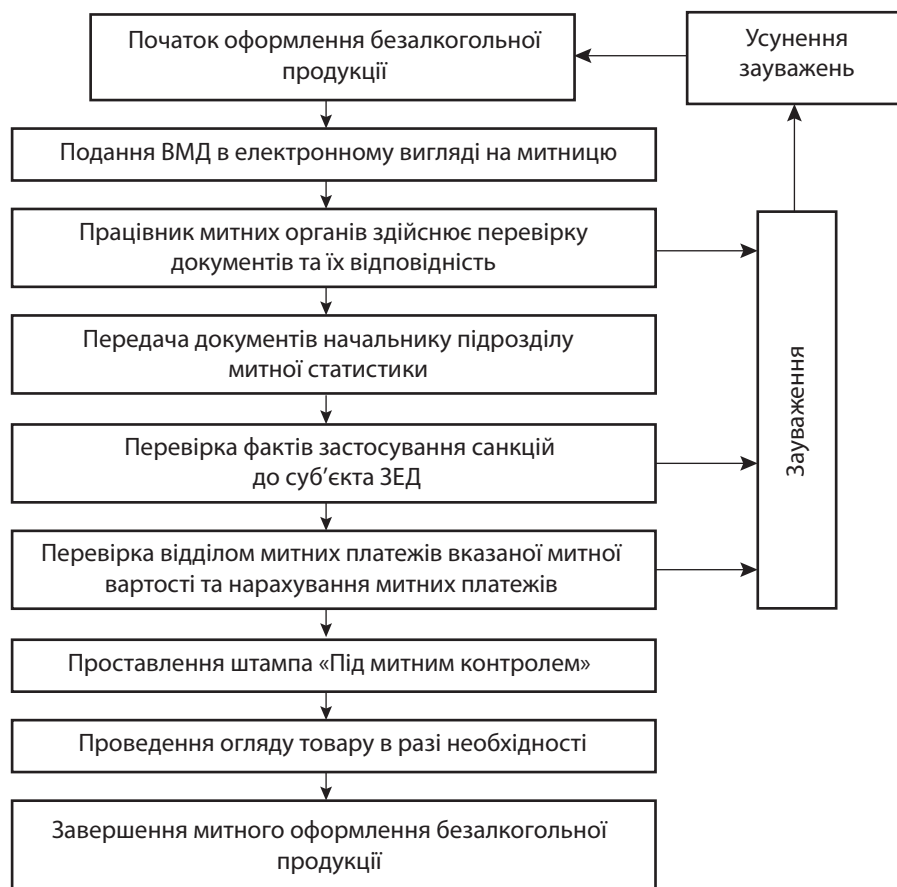 Початок оформлення безалкогольної
продукції
Усунення
зауважень
Подання ВМД в електронному вигляді на митницю
Працівник митних органів здійснює перевірку
документів та їх відповідність
Передача документів начальнику підрозділу
митної статистики
Перевірка фактів застосування санкцій
до суб’єкта ЗЕД
Перевірка відділом митних платежів вказаної митної
вартості та нарахування митних платежів
Зауваження
Проставлення штампа «Під митним контролем»
Проведення огляду товару в разі необхідності
Завершення митного оформлення безалкогольної
продукції